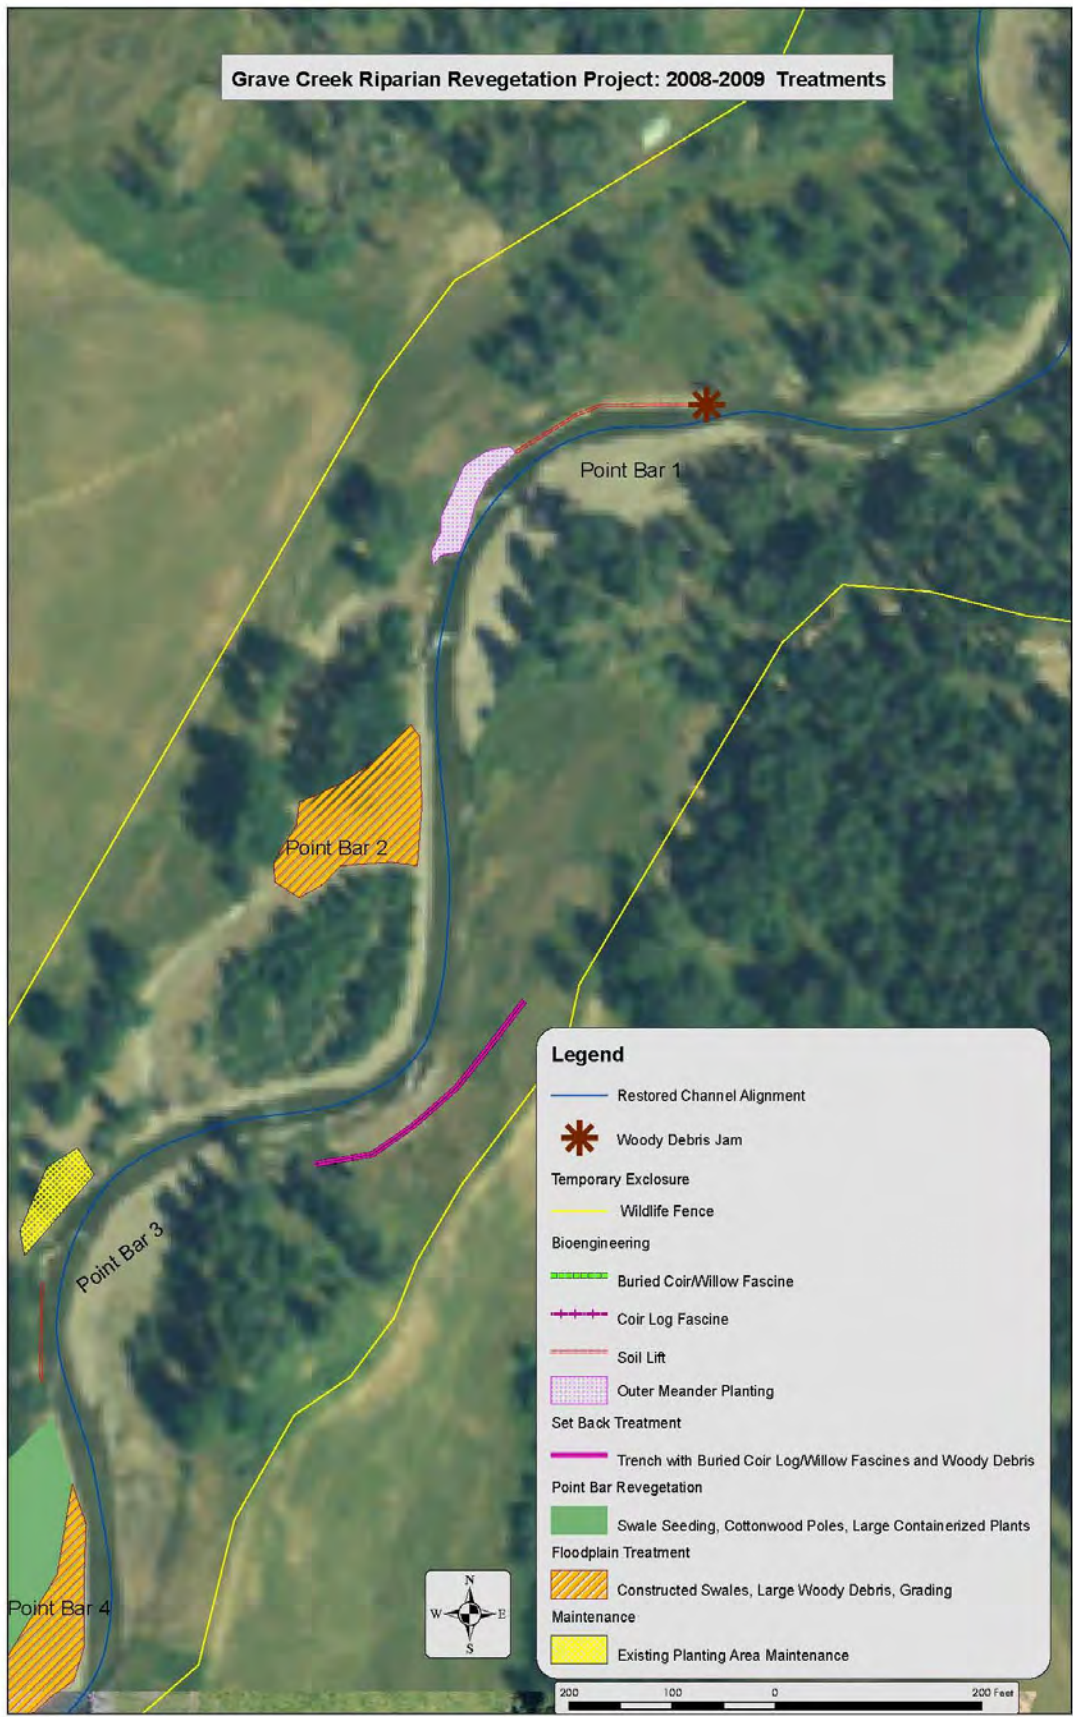 Grave Creek Riparian Revegetation Project: 2008-2009 Treatments
Point Bar 1
Point Bar 2
Point Bar 3
Point Bar 4
Legend
Restored Channel Alignment
Woody Debris Jam
Temporary Exclosure
Wildlife Fence
Bioengineering
Buried Coir/Willow Fascine
Coir Log Fascine
Soil Lift
Outer Meander Planting
Set Back Treatment
Trench with Buried Coir Log/Willow Fascines and Woody Debris
Point Bar Revegetation
Swale Seeding, Cottonwood Poles, Large Containerized Plants
Floodplain Treatment
Constructed Swales, Large Woody Debris, Grading
Maintenance
Existing Planting Area Maintenance
N
W E
S
200 100 0 200 Feet